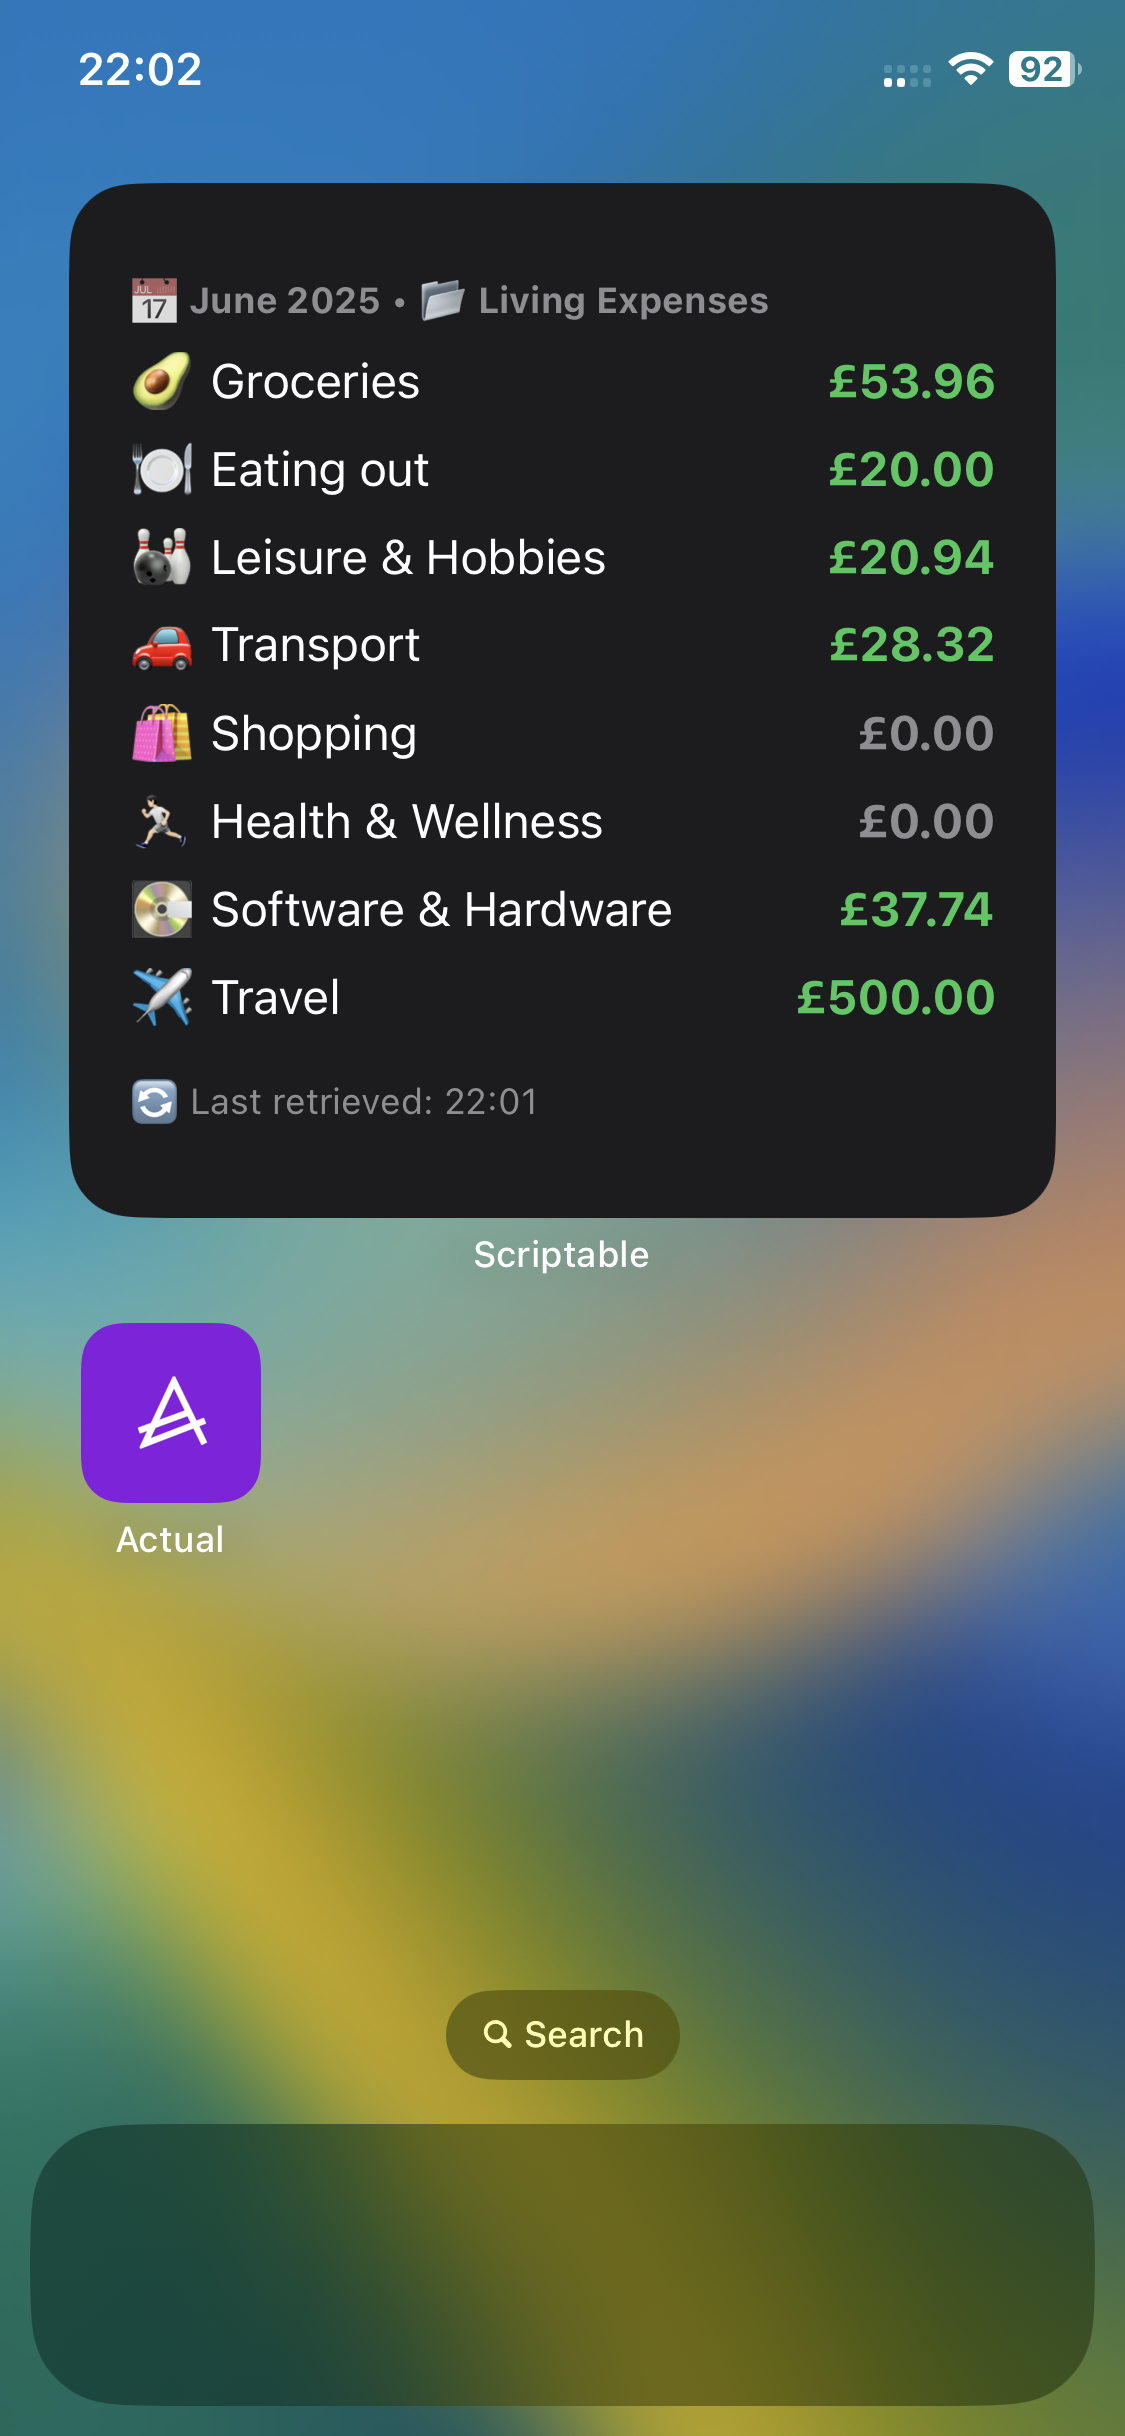 22:02
92
📅 June 2025 • 📂 Living Expenses
🥑 Groceries £53.96
🍽️ Eating out £20.00
🎳 Leisure & Hobbies £20.94
🚗 Transport £28.32
🛍️ Shopping £0.00
🏃🏻 Health & Wellness £0.00
💽 Software & Hardware £37.74
✈️ Travel £500.00
🔄 Last retrieved: 22:01
Scriptable
Actual
Search